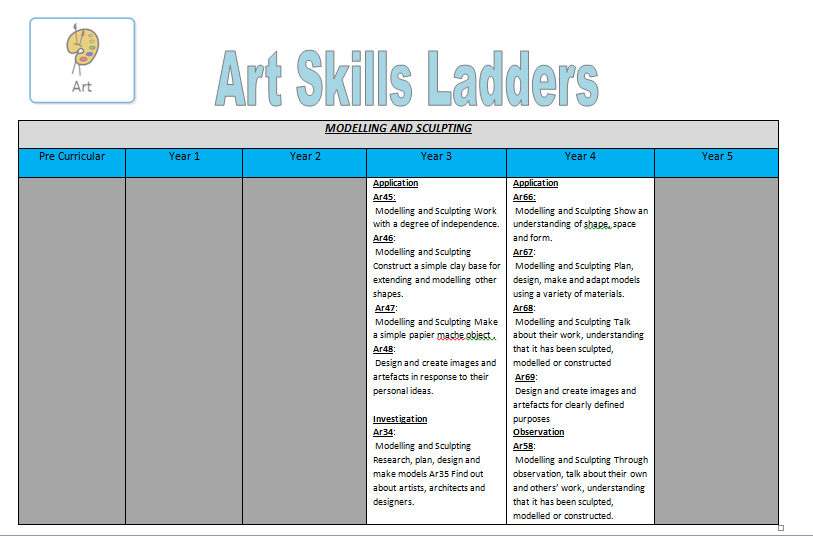 Art
Art Skills Ladders
MODELLING AND SCULPTING
Pre Curricular
Year 1
Year 2
Year 3
Year 4
Year 5
Application
Ar45:
Modelling and Sculpting Work
with a degree of independence.
Ar46:
Modelling and Sculpting
Construct a simple clay base for
extending and modelling other
shapes.
Ar47:
Modelling and Sculpting Make
a simple papier mache object .
Ar48:
Design and create images and
artefacts in response to their
personal ideas.
Investigation
Ar34:
Modelling and Sculpting
Research, plan, design and
make models Ar35 Find out
about artists, architects and
designers.
Application
Ar66:
Modelling and Sculpting Show an
understanding of shape, space
and form.
Ar67:
Modelling and Sculpting Plan,
design, make and adapt models
using a variety of materials.
Ar68:
Modelling and Sculpting Talk
about their work, understanding
that it has been sculpted,
modelled or constructed
Ar69:
Design and create images and
artefacts for clearly defined
purposes
Observation
Ar58:
Modelling and Sculpting Through
observation, talk about their own
and others' work, understanding
that it has been sculpted,
modelled or constructed.